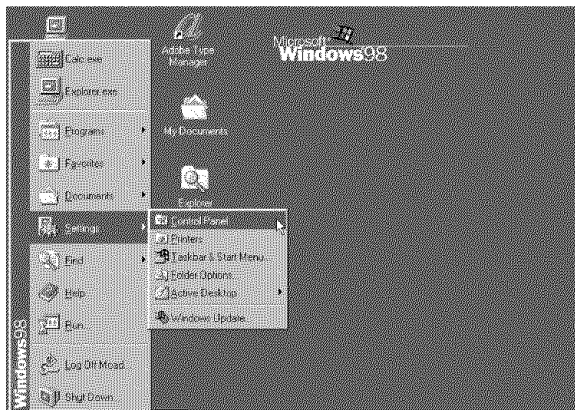 Adobe Type
Manager
Microsoft
Windows98
Calc.exe
Explorer.exe
My Documents
Programs
Favorites
Documents
Explorer
Settings
Control Panel
Printers
Taskbar & Start Menu...
Folder Options...
Active Desktop
Windows Update...
Find
Help
Run...
Log Off Moad...
Shut Down...
Windows98